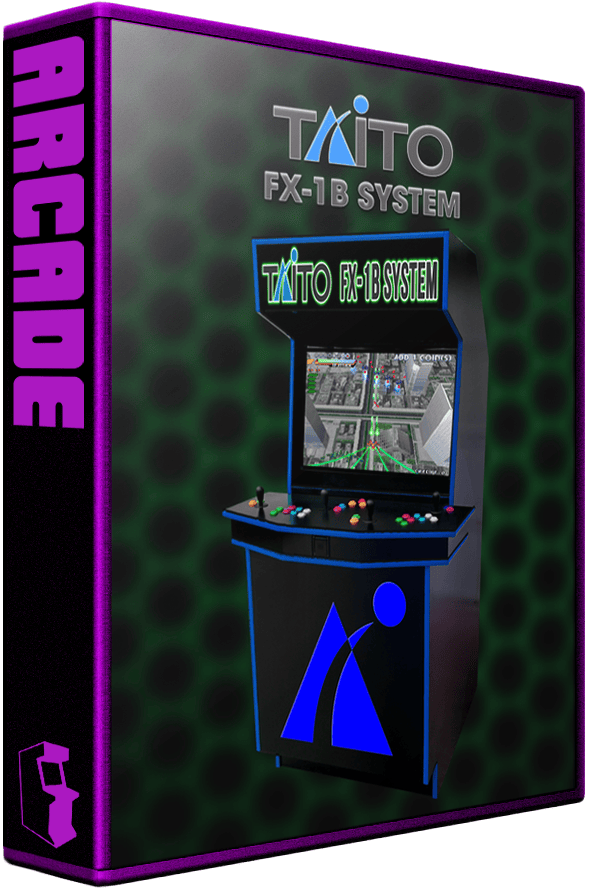 ARCADE
TAITO
FX-1B SYSTEM
TAITO FX-1B SYSTEM
ADD 1 COIN(S)